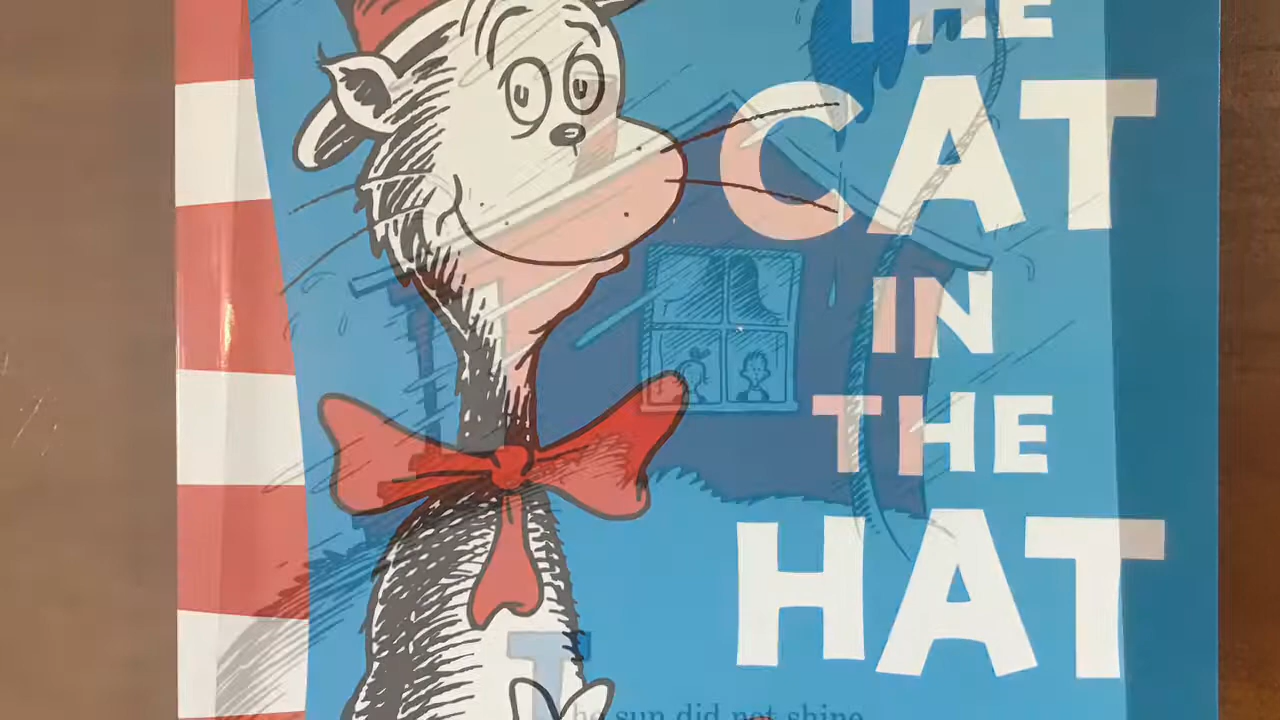 THE
CAT
IN
THE
HAT
The sun did not shine.